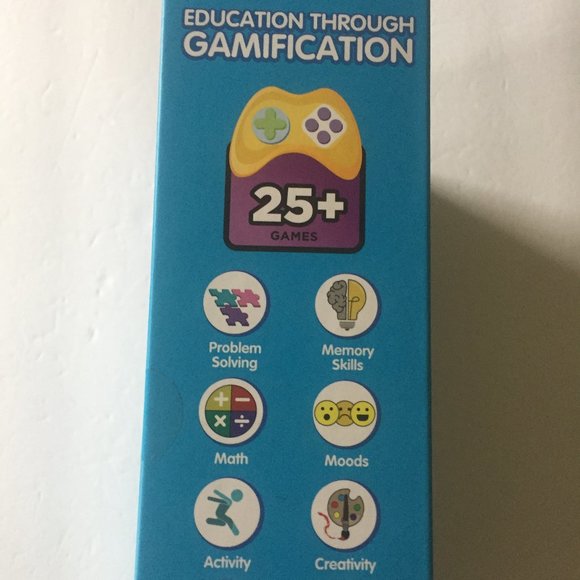 EDUCATION THROUGH
GAMIFICATION
25+
GAMES
Problem
Solving
Memory
Skills
Math
Moods
Activity
Creativity